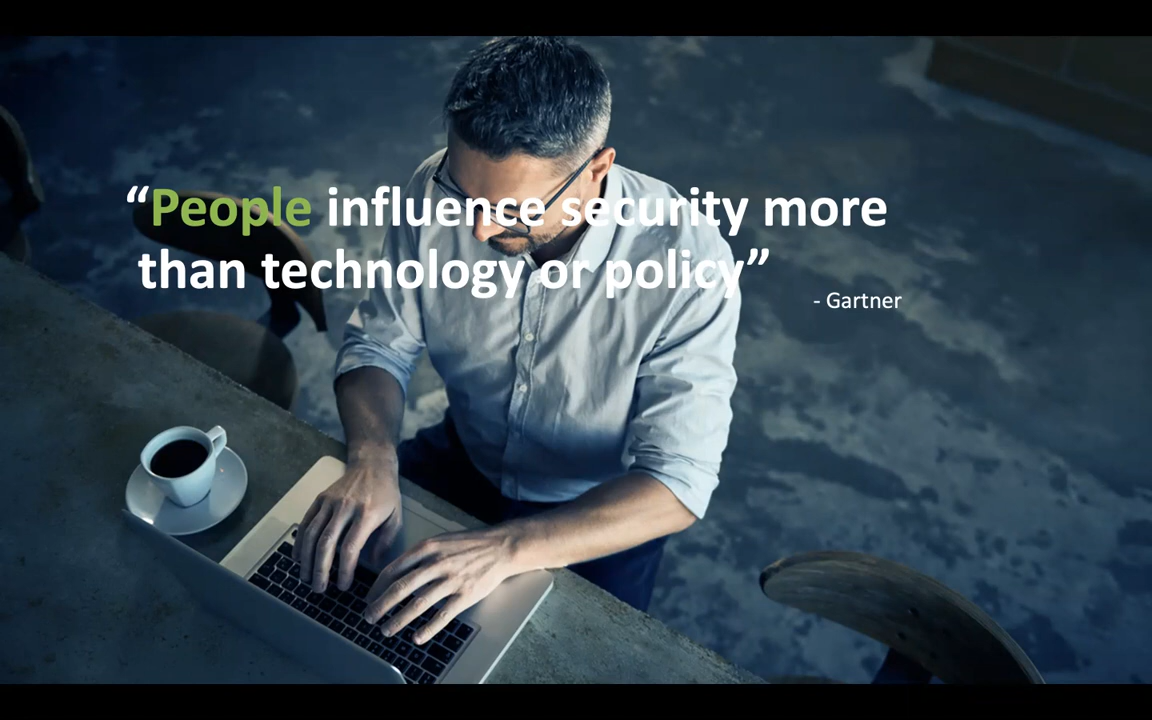 “People influence security more
than technology or policy”
- Gartner